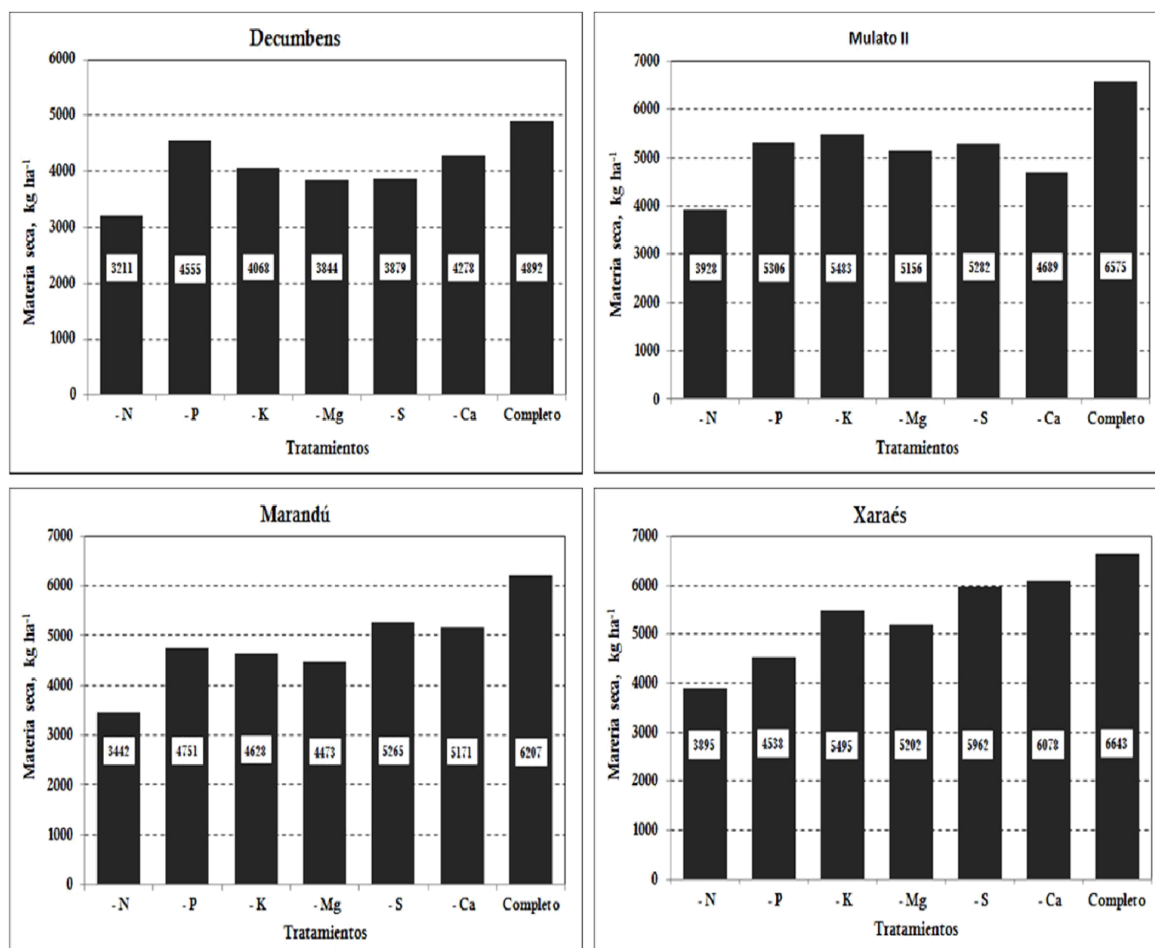 Decumbens
Materia seca, kg ha⁻¹
6000
5000
4000
3000
2000
1000
0
3211 4555 4068 3844 3879 4278 4892
- N - P - K - Mg - S - Ca Completo
Tratamientos
Mulato II
Materia seca, kg ha⁻¹
7000
6000
5000
4000
3000
2000
1000
0
3928 5306 5483 5156 5282 4689 6575
- N - P - K - Mg - S - Ca Completo
Tratamientos
Marandú
Materia seca, kg ha⁻¹
7000
6000
5000
4000
3000
2000
1000
0
3442 4751 4628 4473 5265 5171 6207
- N - P - K - Mg - S - Ca Completo
Tratamientos
Xaraés
Mareria seca, kg ha⁻¹
7000
6000
5000
4000
3000
2000
1000
0
3895 4538 5495 5202 5962 6078 6643
- N - P - K - Mg - S - Ca Completo
Tratamientos